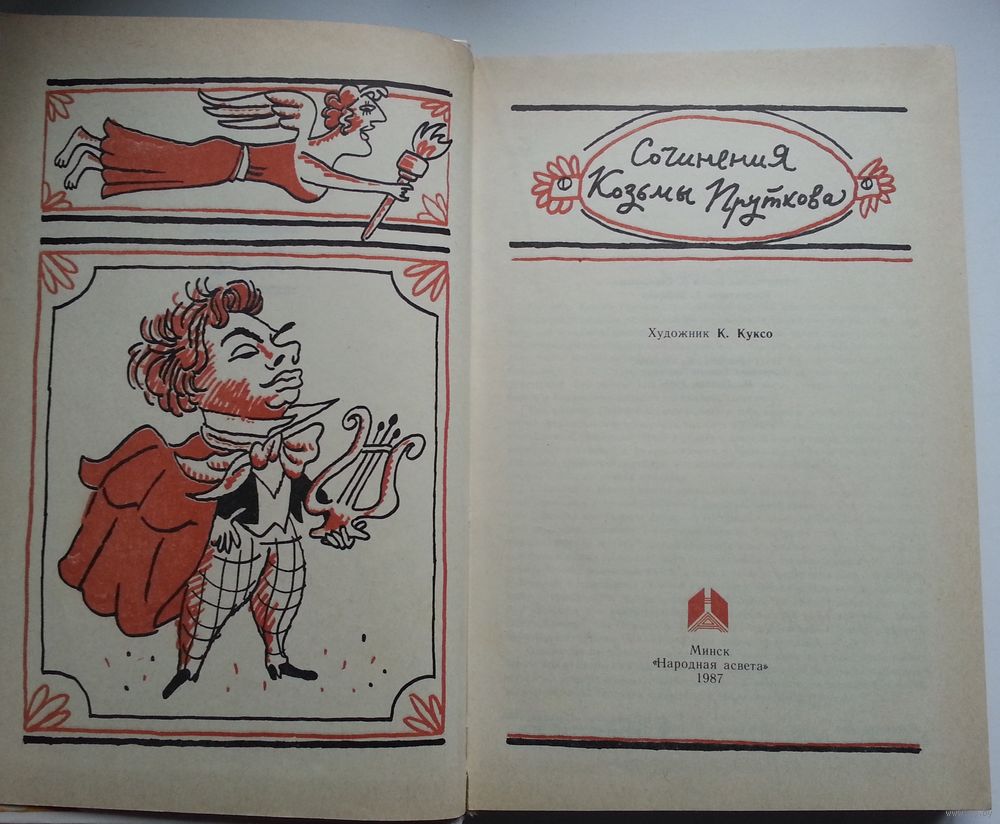 Сочинения
Козьмы Пруткова
Художник К. Куксо
Минск
«Народная асвета»
1987